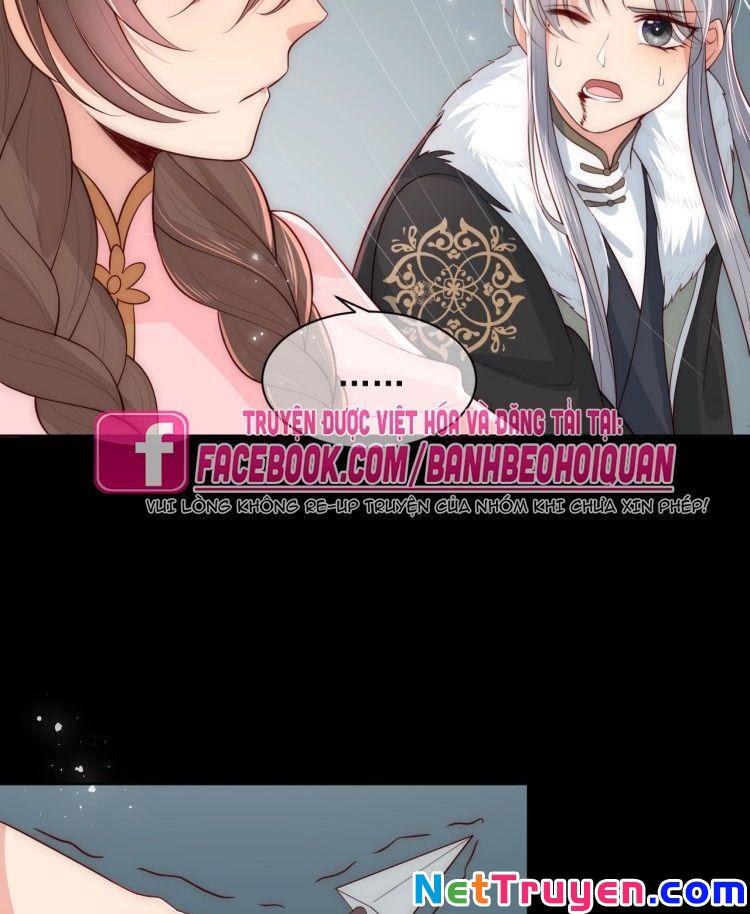 ......
TRUYỆN ĐƯỢC VIỆT HÓA VÀ ĐĂNG TẢI TẠI:
f FACEBOOK.COM/BANHBEOHOIQUAN
VUI LÒNG KHÔNG RE-UP TRUYỆN CỦA NHÓM KHI CHƯA XIN PHÉP!
NetTruyen.com